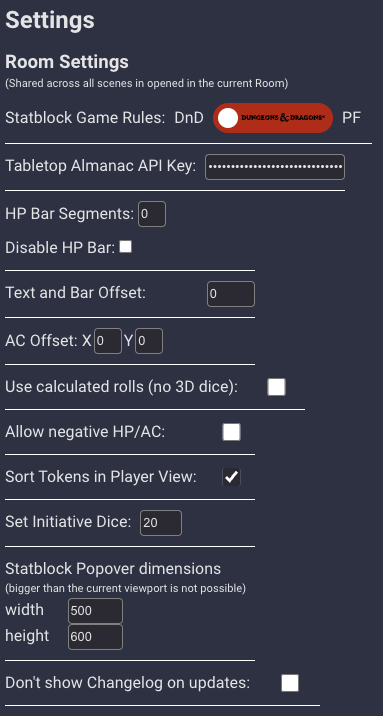 Settings
Room Settings
(Shared across all scenes in opened in the current Room)
Statblock Game Rules: DnD DUNGEONS & DRAGONS PF
Tabletop Almanac API Key: ••••••••••••••••••••••••••••••
HP Bar Segments: 0
Disable HP Bar:
Text and Bar Offset: 0
AC Offset: X 0 Y 0
Use calculated rolls (no 3D dice):
Allow negative HP/AC:
Sort Tokens in Player View:
Set Initiative Dice: 20
Statblock Popover dimensions
(bigger than the current viewport is not possible)
width 500
height 600
Don't show Changelog on updates: